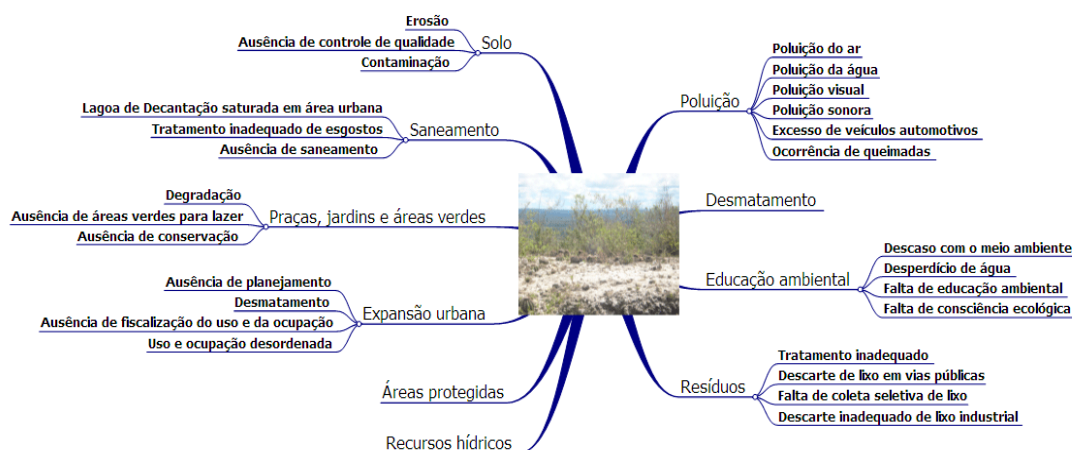 Erosão
Ausência de controle de qualidade
Contaminação
Solo
Lagoa de Decantação saturada em área urbana
Tratamento inadequado de esgostos
Ausência de saneamento
Saneamento
Degradação
Ausência de áreas verdes para lazer
Ausência de conservação
Praças, jardins e áreas verdes
Ausência de planejamento
Desmatamento
Ausência de fiscalização do uso e da ocupação
Uso e ocupação desordenada
Expansão urbana
Áreas protegidas
Recursos hídricos
Poluição
Poluição do ar
Poluição da água
Poluição visual
Poluição sonora
Excesso de veículos automotivos
Ocorrência de queimadas
Desmatamento
Educação ambiental
Descaso com o meio ambiente
Desperdício de água
Falta de educação ambiental
Falta de consciência ecológica
Resíduos
Tratamento inadequado
Descarte de lixo em vias públicas
Falta de coleta seletiva de lixo
Descarte inadequado de lixo industrial